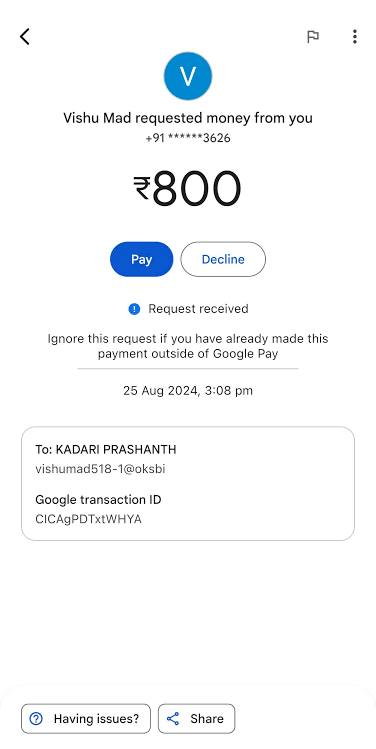 V
Vishu Mad requested money from you
+91 ******3626
₹800
Pay
Decline
Request received
Ignore this request if you have already made this
payment outside of Google Pay
25 Aug 2024, 3:08 pm
To: KADARI PRASHANTH
vishumad518-1@oksbi
Google transaction ID
CICAgPDTxtWHYA
Having issues?
Share